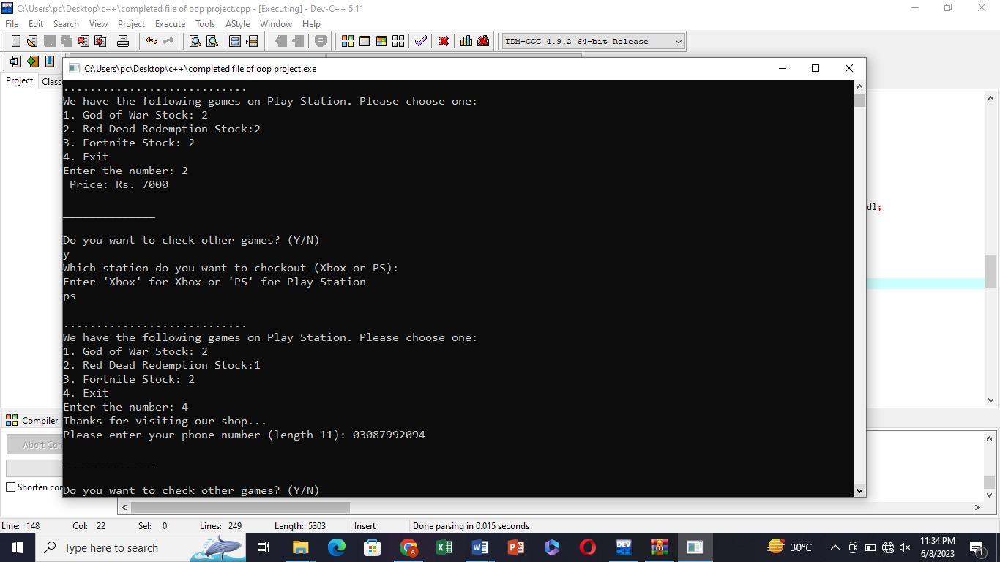 C:\Users\pc\Desktop\c++\completed file of oop project.cpp - [Executing] - Dev-C++ 5.11
File Edit Search View Project Execute Tools AStyle Window Help
TDM-GCC 4.9.2 64-bit Release
C:\Users\pc\Desktop\c++\completed file of oop project.exe
Project
............................
We have the following games on Play Station. Please choose one:
1. God of War Stock: 2
2. Red Dead Redemption Stock:2
3. Fortnite Stock: 2
4. Exit
Enter the number: 2
Price: Rs. 7000
dl;
______________
Do you want to check other games? (Y/N)
y
Which station do you want to checkout (Xbox or PS):
Enter 'Xbox' for Xbox or 'PS' for Play Station
ps
............................
We have the following games on Play Station. Please choose one:
1. God of War Stock: 2
2. Red Dead Redemption Stock:1
3. Fortnite Stock: 2
4. Exit
Enter the number: 4
Thanks for visiting our shop...
Please enter your phone number (length 11): 03087992094
______________
Do you want to check other games? (Y/N)
Compiler
Abort Con
Shorten cor
Line: 148 Col: 22 Sel: 0 Lines: 249 Length: 5303 Insert Done parsing in 0.015 seconds
Type here to search
DEV
30°C
11:34 PM
6/8/2023
1